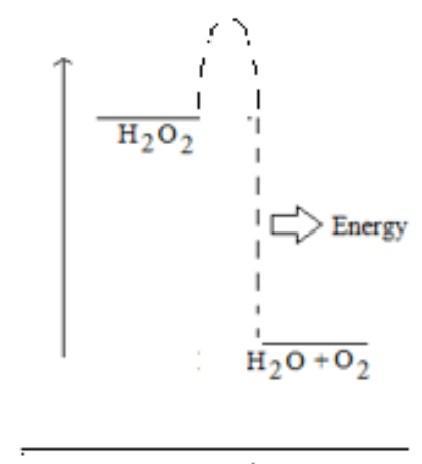 H₂O₂
Energy
H₂O + O₂